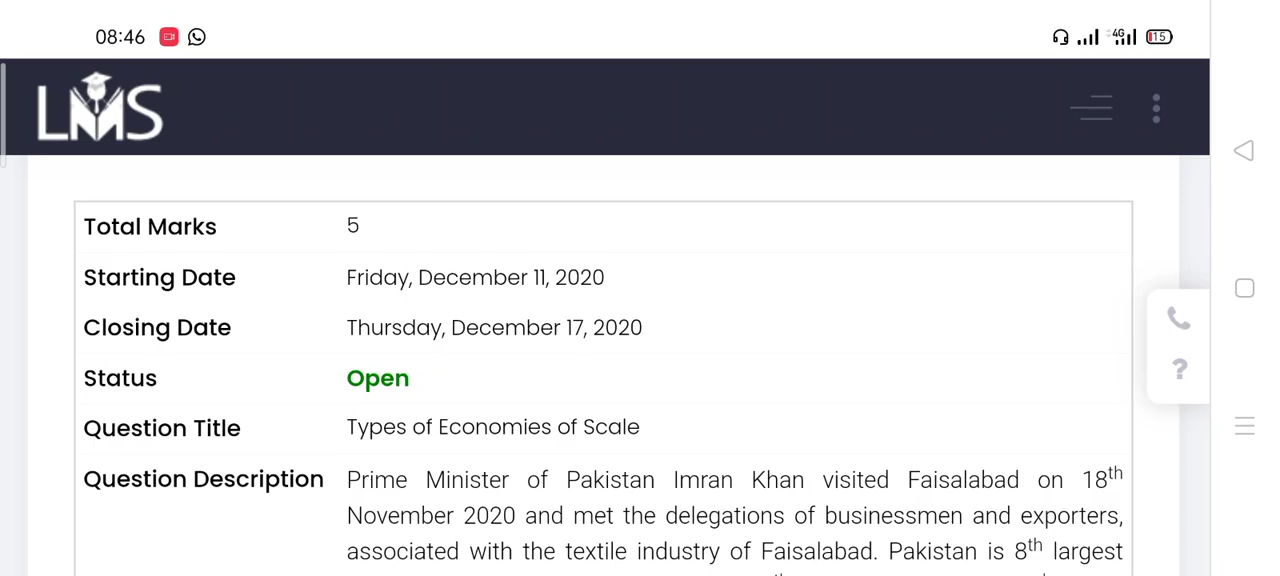 08:46
4G
15
LMS
Total Marks 5
Starting Date Friday, December 11, 2020
Closing Date Thursday, December 17, 2020
Status Open
?
Question Title Types of Economies of Scale
Question Description Prime Minister of Pakistan Imran Khan visited Faisalabad on 18th
November 2020 and met the delegations of businessmen and exporters,
associated with the textile industry of Faisalabad. Pakistan is 8th largest